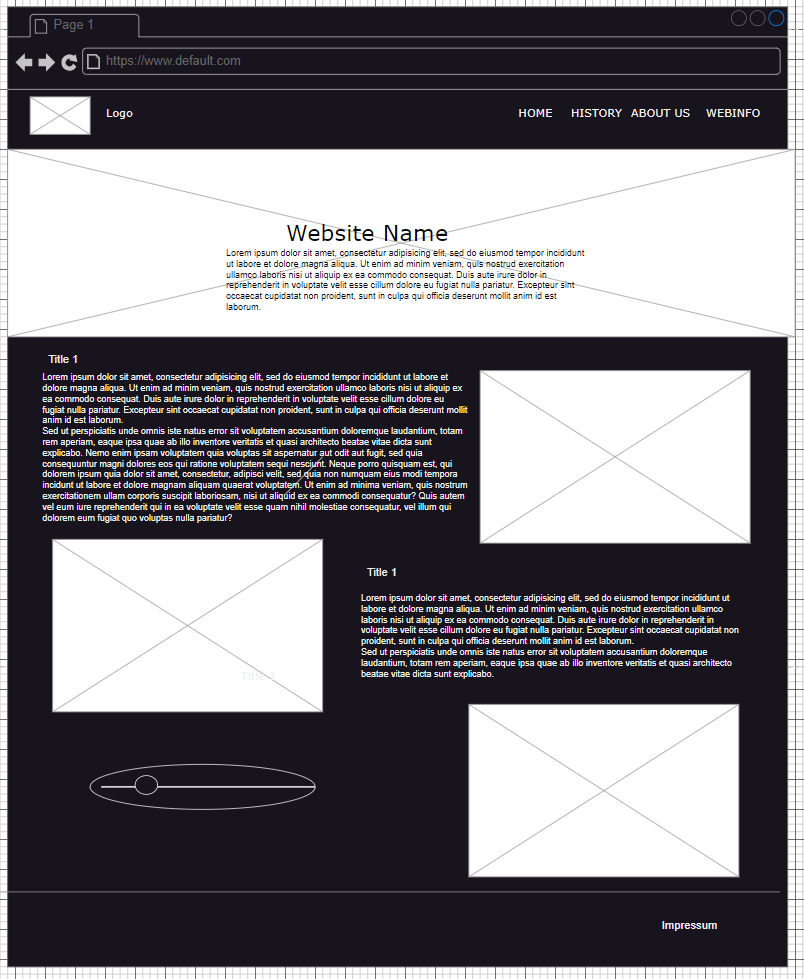 Page 1
https://www.default.com
Logo
HOME HISTORY ABOUT US WEBINFO
Website Name
Lorem ipsum dolor sit amet, consectetur adipisicing elit, sed do eiusmod tempor incididunt
ut labore et dolore magna aliqua. Ut enim ad minim veniam, quis nostrud exercitation
ullamco laboris nisi ut aliquip ex ea commodo consequat. Duis aute irure dolor in
reprehenderit in voluptate velit esse cillum dolore eu fugiat nulla pariatur. Excepteur sint
occaecat cupidatat non proident, sunt in culpa qui officia deserunt mollit anim id est
laborum.
Title 1
Lorem ipsum dolor sit amet, consectetur adipisicing elit, sed do eiusmod tempor incididunt ut labore et
dolore magna aliqua. Ut enim ad minim veniam, quis nostrud exercitation ullamco laboris nisi ut aliquip ex
ea commodo consequat. Duis aute irure dolor in reprehenderit in voluptate velit esse cillum dolore eu
fugiat nulla pariatur. Excepteur sint occaecat cupidatat non proident, sunt in culpa qui officia deserunt mollit
anim id est laborum.
Sed ut perspiciatis unde omnis iste natus error sit voluptatem accusantium doloremque laudantium, totam
rem aperiam, eaque ipsa quae ab illo inventore veritatis et quasi architecto beatae vitae dicta sunt
explicabo. Nemo enim ipsam voluptatem quia voluptas sit aspernatur aut odit aut fugit, sed quia
consequuntur magni dolores eos qui ratione voluptatem sequi nesciunt. Neque porro quisquam est, qui
dolorem ipsum quia dolor sit amet, consectetur, adipisci velit, sed quia non numquam eius modi tempora
incidunt ut labore et dolore magnam aliquam quaerat voluptatem. Ut enim ad minima veniam, quis nostrum
exercitationem ullam corporis suscipit laboriosam, nisi ut aliquid ex ea commodi consequatur? Quis autem
vel eum iure reprehenderit qui in ea voluptate velit esse quam nihil molestiae consequatur, vel illum qui
dolorem eum fugiat quo voluptas nulla pariatur?
Title 1
Lorem ipsum dolor sit amet, consectetur adipisicing elit, sed do eiusmod tempor incididunt ut
labore et dolore magna aliqua. Ut enim ad minim veniam, quis nostrud exercitation ullamco
laboris nisi ut aliquip ex ea commodo consequat. Duis aute irure dolor in reprehenderit in
voluptate velit esse cillum dolore eu fugiat nulla pariatur. Excepteur sint occaecat cupidatat non
proident, sunt in culpa qui officia deserunt mollit anim id est laborum.
Sed ut perspiciatis unde omnis iste natus error sit voluptatem accusantium doloremque
laudantium, totam rem aperiam, eaque ipsa quae ab illo inventore veritatis et quasi architecto
beatae vitae dicta sunt explicabo.
Title 1
Impressum